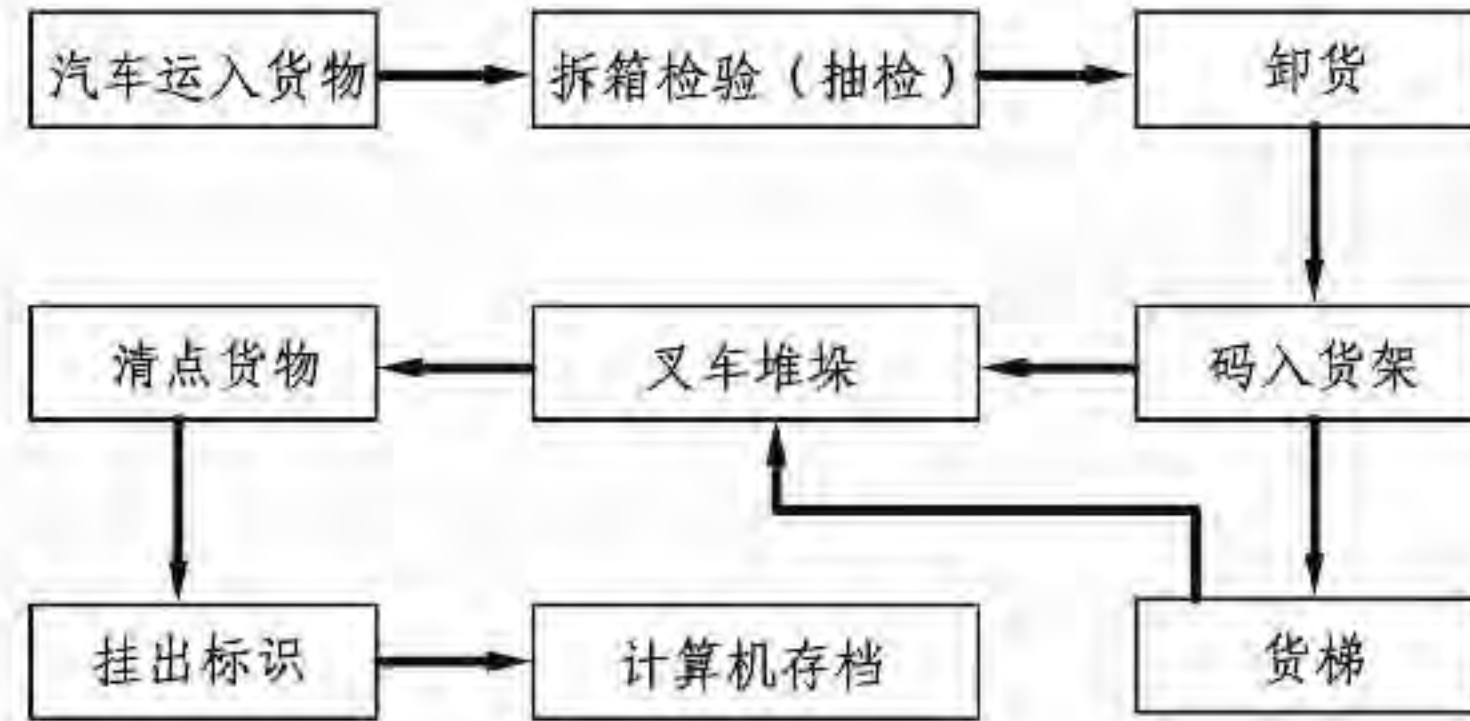 汽车运入货物
拆箱检验（抽检）
卸货
清点货物
叉车堆垛
码入货架
挂出标识
计算机存档
货梯